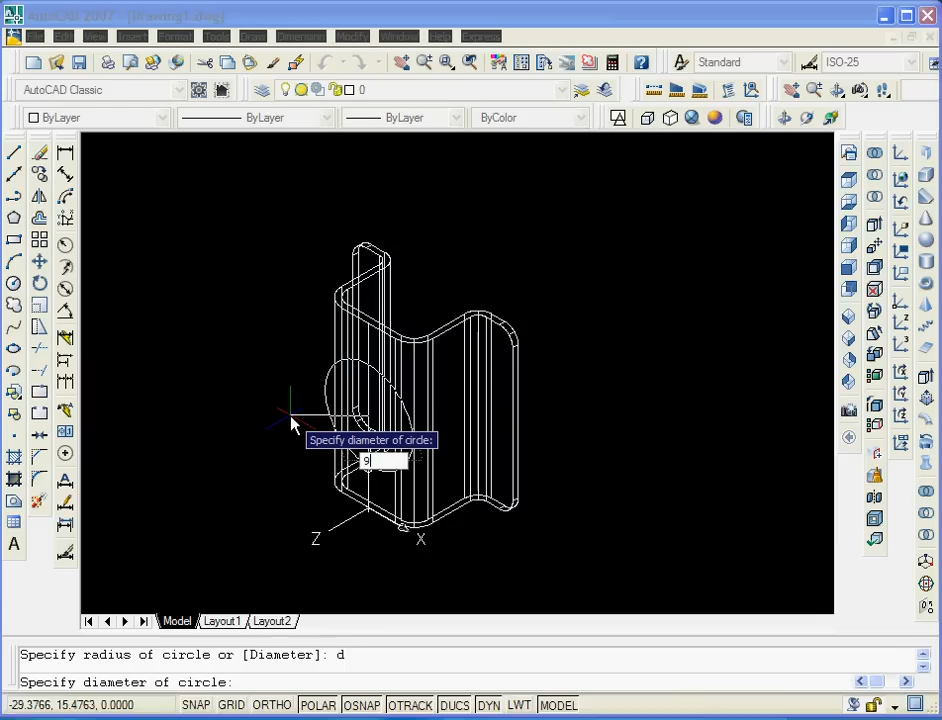 AutoCAD 2007 - [Drawing1.dwg]
File Edit View Insert Format Tools Draw Dimension Modify Window Help Express
Standard ISO-25
AutoCAD Classic 0
ByLayer ByLayer ByLayer ByColor
Specify diameter of circle:
9
Z X
Model Layout1 Layout2
Specify radius of circle or [Diameter]: d
Specify diameter of circle:
-29.3766, 15.4763, 0.0000 SNAP GRID ORTHO POLAR OSNAP OTRACK DUCS DYN LWT MODEL